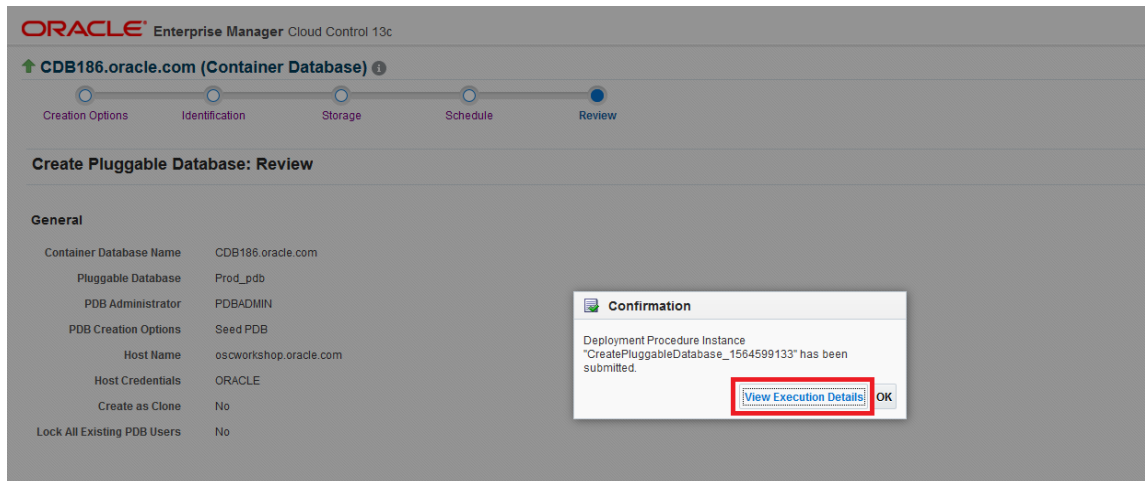 ORACLE Enterprise Manager Cloud Control 13c
CDB186.oracle.com (Container Database)
Creation Options Identification Storage Schedule Review
Create Pluggable Database: Review
General
Container Database Name CDB186.oracle.com
Pluggable Database Prod_pdb
PDB Administrator PDBADMIN
PDB Creation Options Seed PDB
Host Name oscworkshop.oracle.com
Host Credentials ORACLE
Create as Clone No
Lock All Existing PDB Users No
Confirmation
Deployment Procedure Instance
"CreatePluggableDatabase_1564599133" has been
submitted.
View Execution Details OK